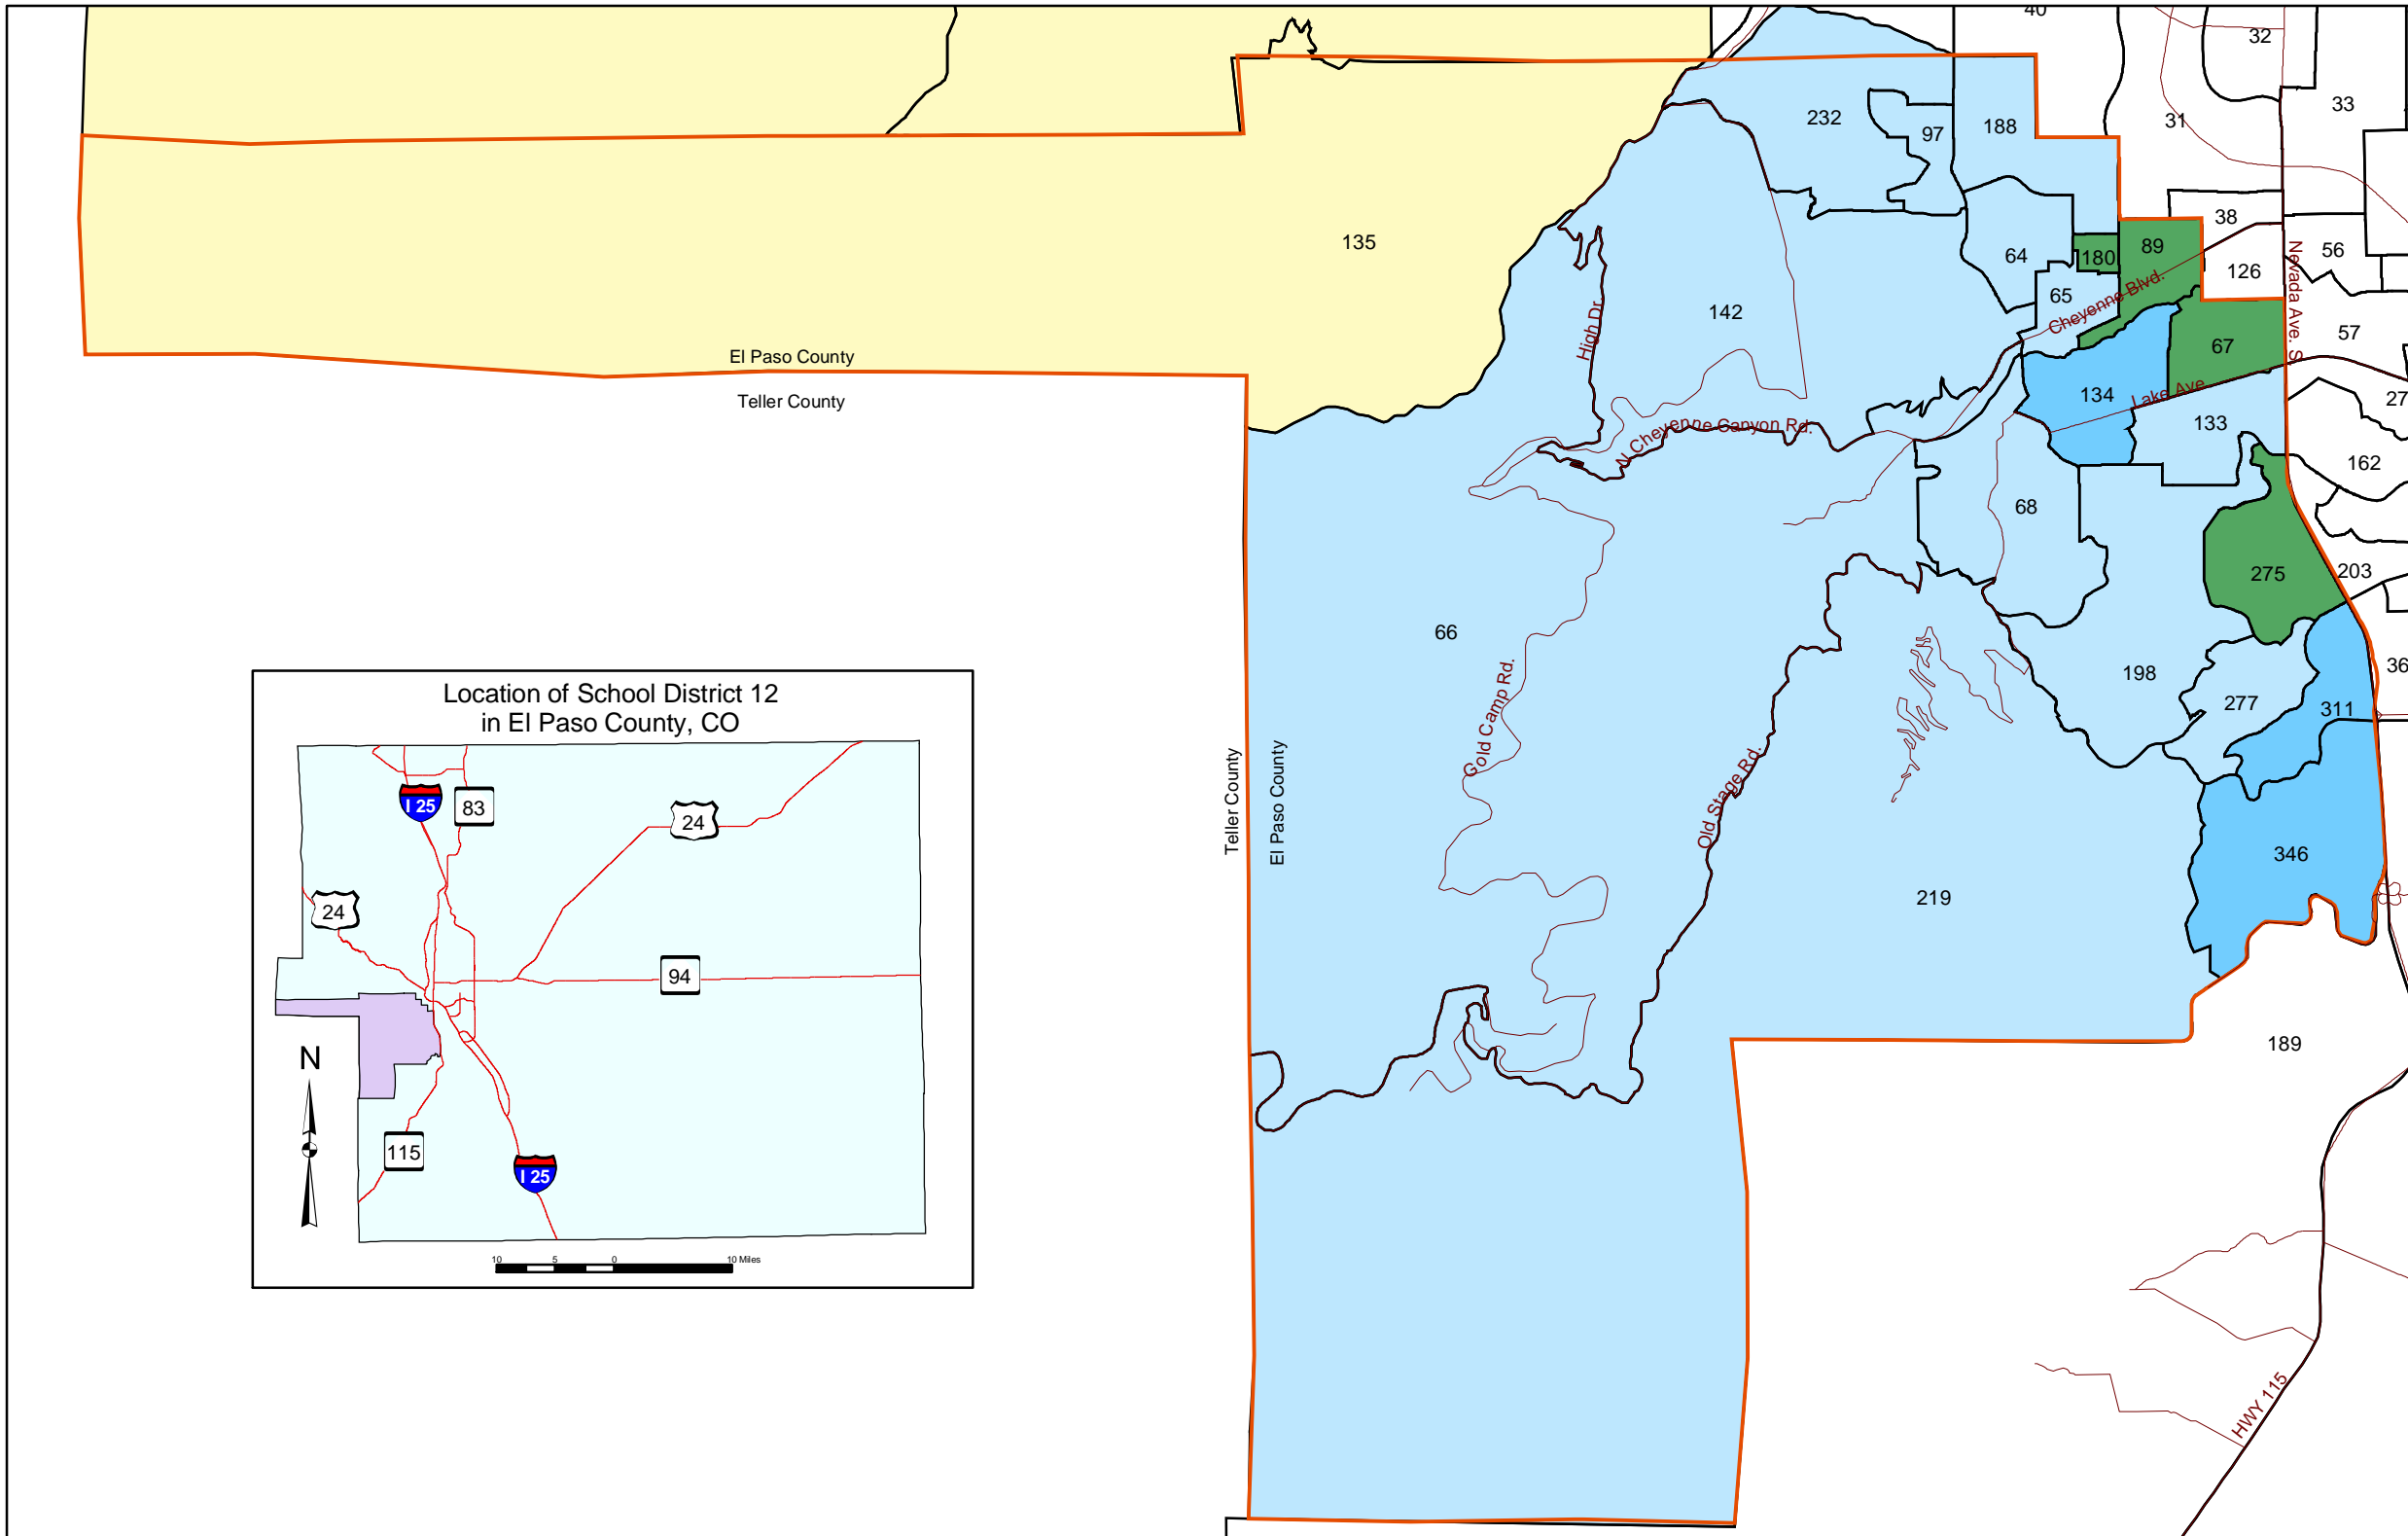 40
32
33
31
232
97
188
135
38
89
180
64
56
126
65
Cheyenne Blvd.
Nevada Ave. S
142
High Dr.
57
67
El Paso County
Teller County
134
Lake Ave.
27
133
N Cheyenne Canyon Rd.
162
68
275
203
66
198
36
277
311
Gold Camp Rd.
Old Stage Rd.
Teller County
El Paso County
346
219
189
HWY 115
Location of School District 12
in El Paso County, CO
I 25
83
24
24
94
N
115
I 25
10 5 0 10 Miles